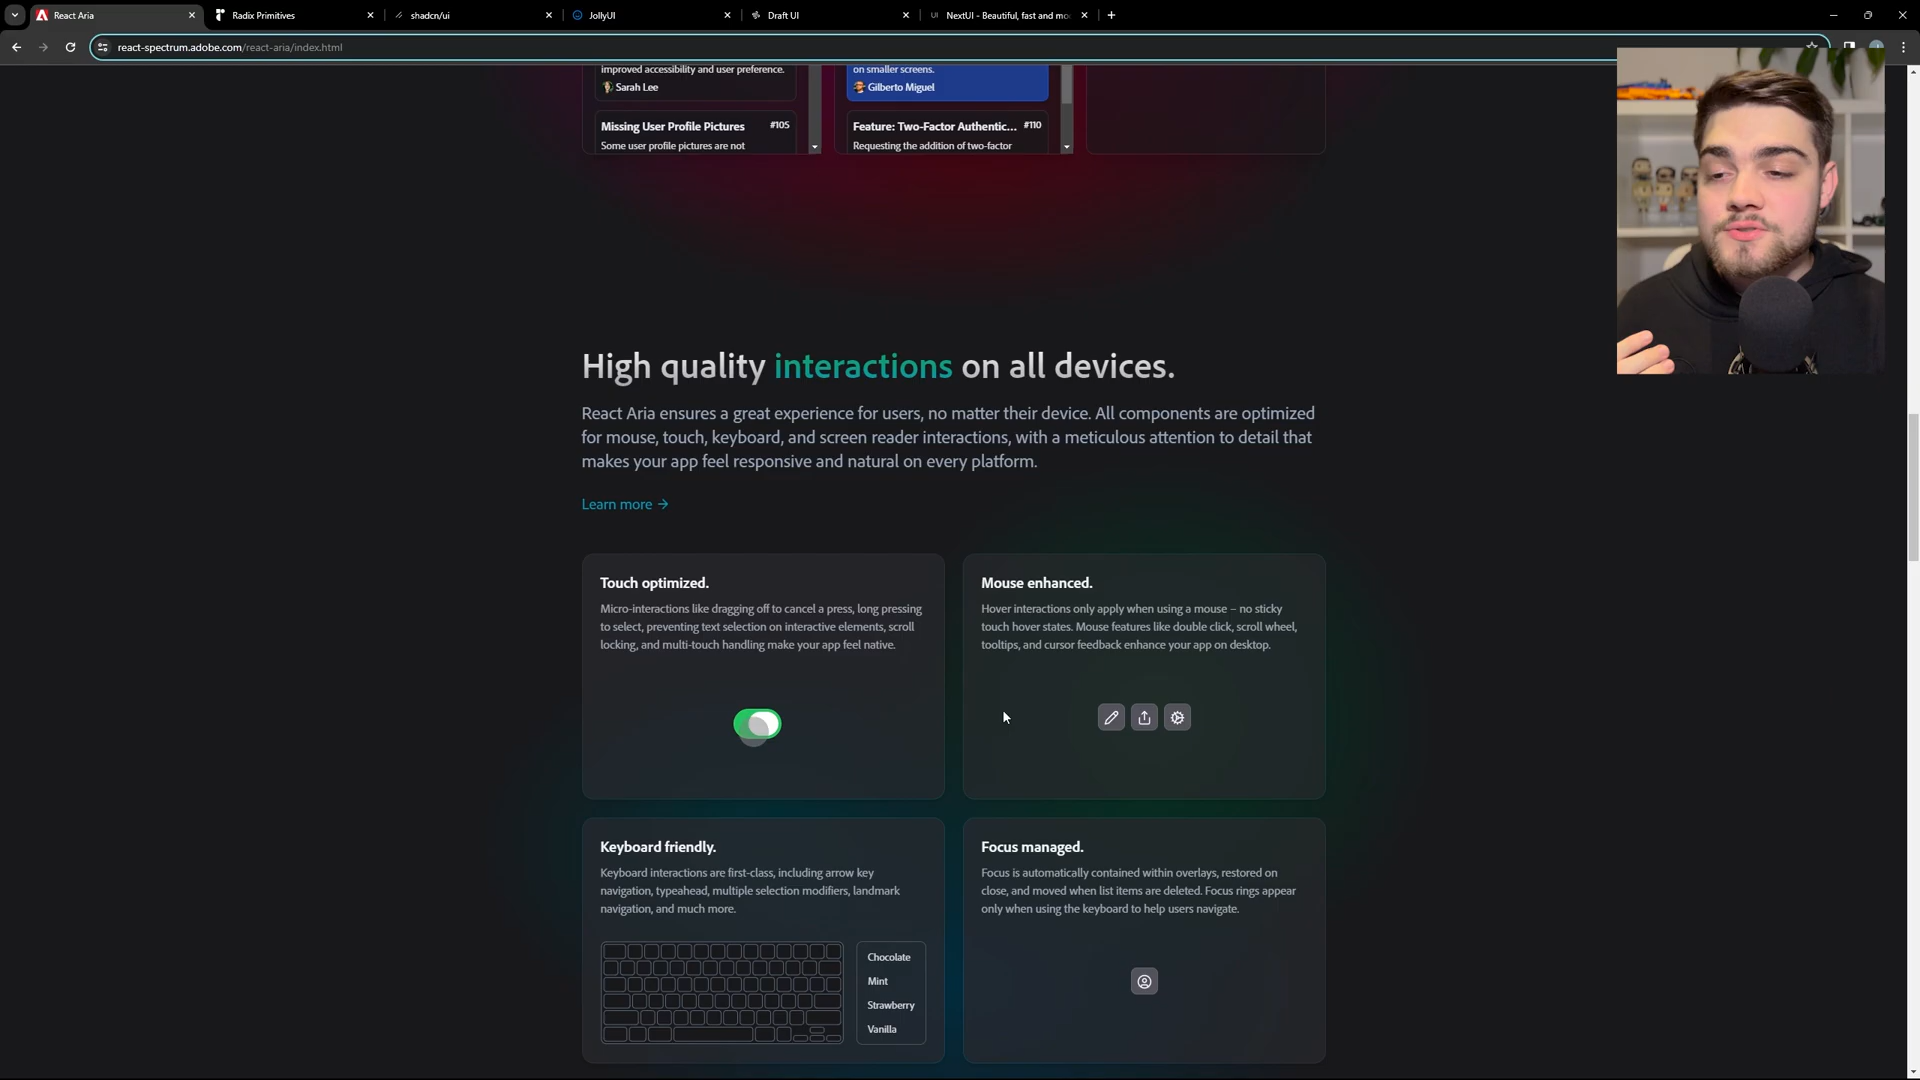 React Aria
Radix Primitives
shadcn/ui
JollyUI
Draft UI
NextUI - Beautiful, fast and mo
react-spectrum.adobe.com/react-aria/index.html
improved accessibility and user preference.
Sarah Lee
on smaller screens.
Gilberto Miguel
Missing User Profile Pictures #105
Some user profile pictures are not
Feature: Two-Factor Authentic... #110
Requesting the addition of two-factor
High quality interactions on all devices.
React Aria ensures a great experience for users, no matter their device. All components are optimized
for mouse, touch, keyboard, and screen reader interactions, with a meticulous attention to detail that
makes your app feel responsive and natural on every platform.
Learn more →
Touch optimized.
Micro-interactions like dragging off to cancel a press, long pressing
to select, preventing text selection on interactive elements, scroll
locking, and multi-touch handling make your app feel native.
Mouse enhanced.
Hover interactions only apply when using a mouse – no sticky
touch hover states. Mouse features like double click, scroll wheel,
tooltips, and cursor feedback enhance your app on desktop.
Keyboard friendly.
Keyboard interactions are first-class, including arrow key
navigation, typeahead, multiple selection modifiers, landmark
navigation, and much more.
Chocolate
Mint
Strawberry
Vanilla
Focus managed.
Focus is automatically contained within overlays, restored on
close, and moved when list items are deleted. Focus rings appear
only when using the keyboard to help users navigate.